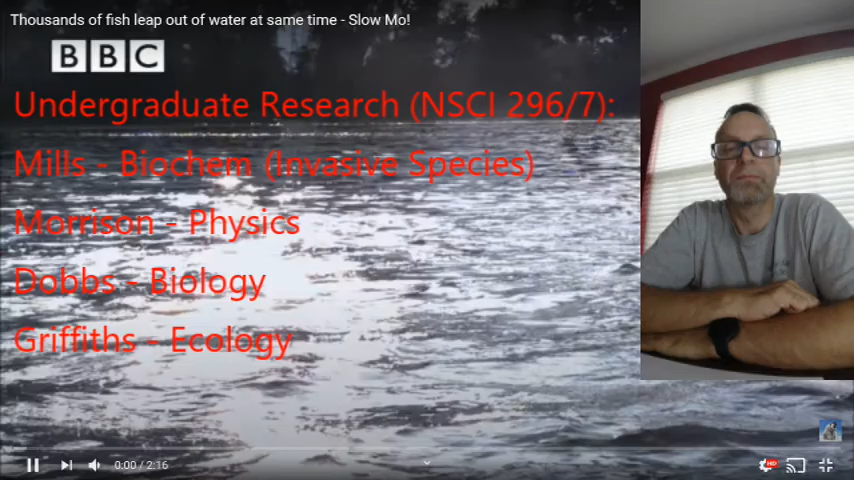 Thousands of fish leap out of water at same time - Slow Mo!
BBC
Undergraduate Research (NSCI 296/7):
Mills - Biochem (Invasive Species)
Morrison - Physics
Dobbs - Biology
Griffiths - Ecology
0:00 / 2:16
HD